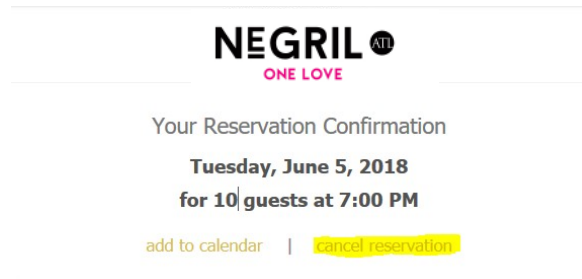 NEGRIL ATL
ONE LOVE
Your Reservation Confirmation
Tuesday, June 5, 2018
for 10 guests at 7:00 PM
add to calendar | cancel reservation